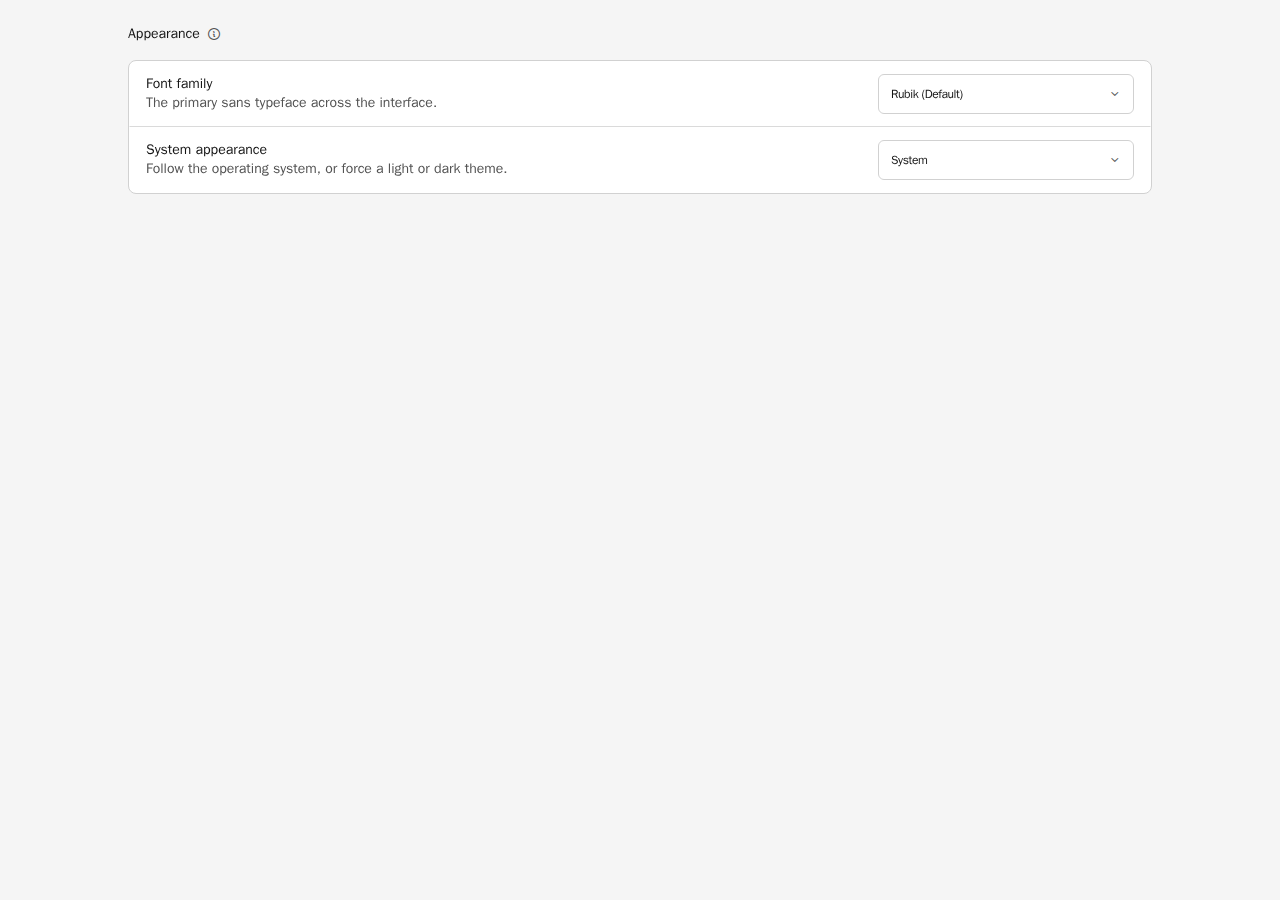 Appearance
Font family
The primary sans typeface across the interface.
Rubik (Default)
System appearance
Follow the operating system, or force a light or dark theme.
System